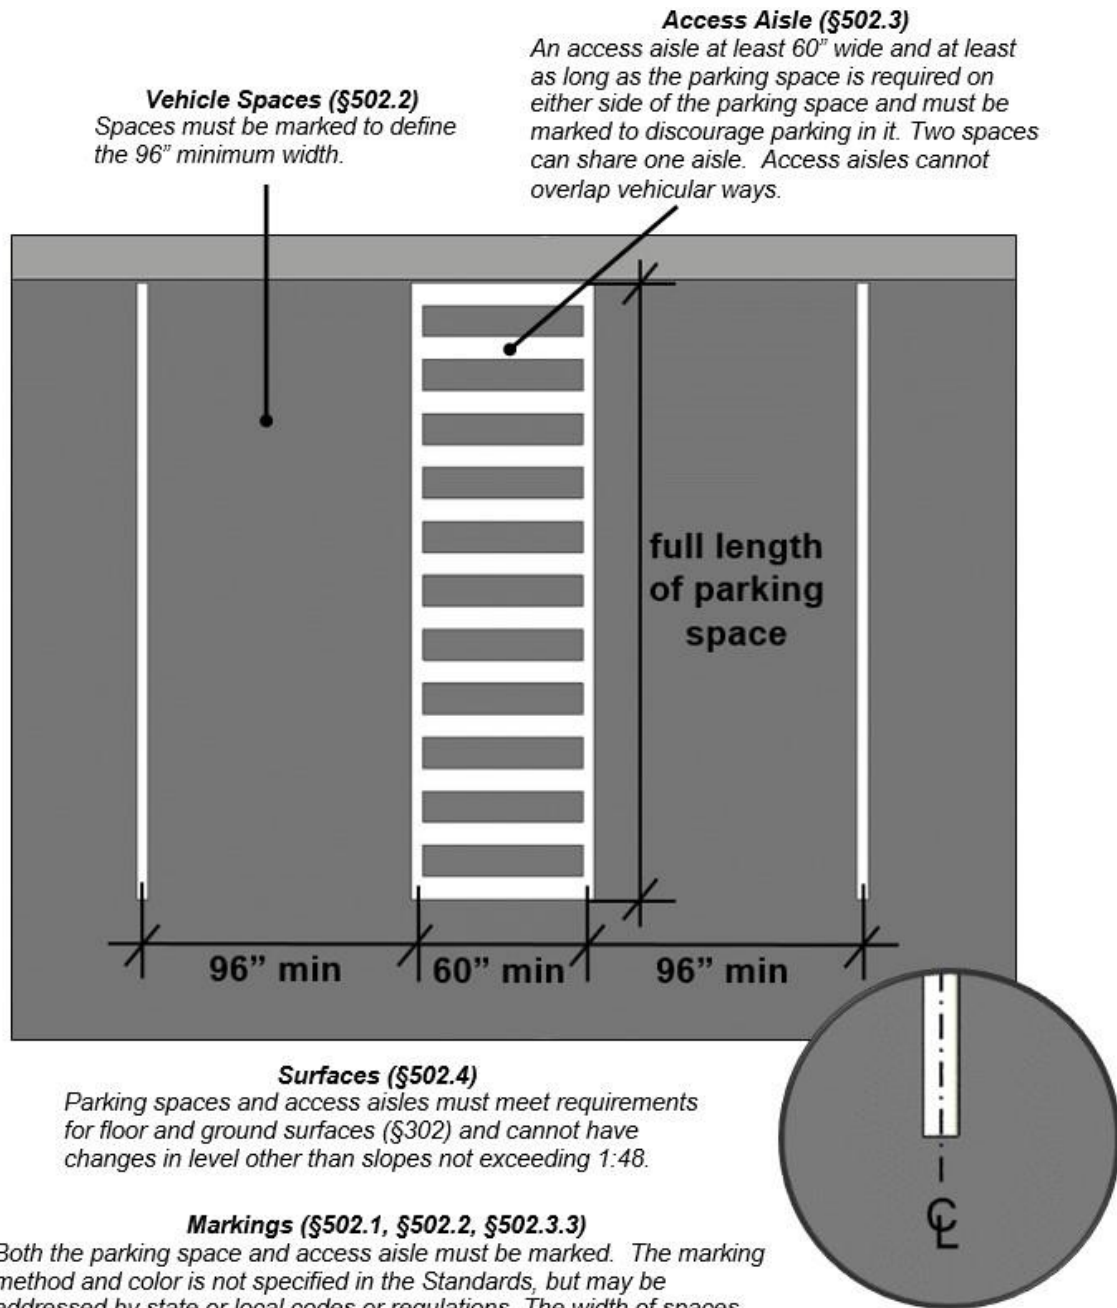 Access Aisle (§502.3)
An access aisle at least 60” wide and at least
as long as the parking space is required on
either side of the parking space and must be
marked to discourage parking in it. Two spaces
can share one aisle. Access aisles cannot
overlap vehicular ways.
Vehicle Spaces (§502.2)
Spaces must be marked to define
the 96” minimum width.
full length
of parking
space
96” min
60” min
96” min
Surfaces (§502.4)
Parking spaces and access aisles must meet requirements
for floor and ground surfaces (§302) and cannot have
changes in level other than slopes not exceeding 1:48.
℄
Markings (§502.1, §502.2, §502.3.3)
Both the parking space and access aisle must be marked. The marking
method and color is not specified in the Standards, but may be
addressed by state or local codes or regulations. The width of spaces